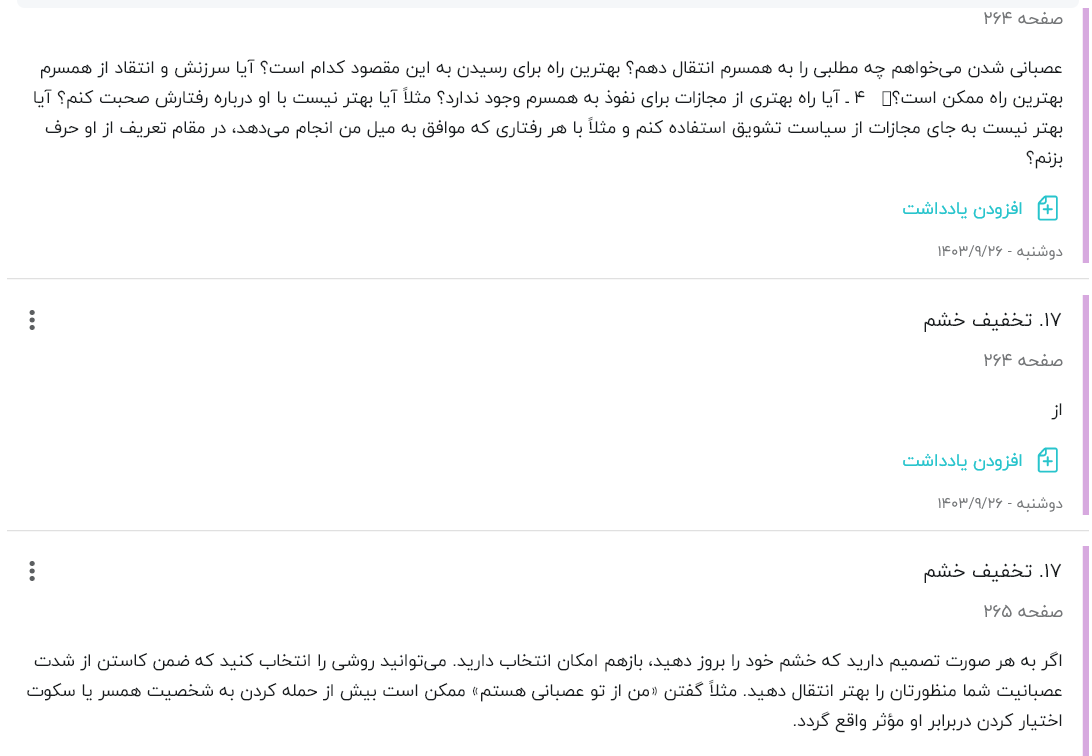 صفحه ۲۶۴
عصبانی شدن می‌خواهم چه مطلبی را به همسرم انتقال دهم؟ بهترین راه برای رسیدن به این مقصود کدام است؟ آیا سرزنش و انتقاد از همسرم
بهترین راه ممکن است؟▯ ۴ ـ آیا راه بهتری از مجازات برای نفوذ به همسرم وجود ندارد؟ مثلاً آیا بهتر نیست با او درباره رفتارش صحبت کنم؟ آیا
بهتر نیست به جای مجازات از سیاست تشویق استفاده کنم و مثلاً با هر رفتاری که موافق به میل من انجام می‌دهد، در مقام تعریف از او حرف
بزنم؟
افزودن یادداشت
دوشنبه - ۱۴۰۳/۹/۲۶
۱۷. تخفیف خشم
صفحه ۲۶۴
از
افزودن یادداشت
دوشنبه - ۱۴۰۳/۹/۲۶
۱۷. تخفیف خشم
صفحه ۲۶۵
اگر به هر صورت تصمیم دارید که خشم خود را بروز دهید، بازهم امکان انتخاب دارید. می‌توانید روشی را انتخاب کنید که ضمن کاستن از شدت
عصبانیت شما منظورتان را بهتر انتقال دهید. مثلاً گفتن «من از تو عصبانی هستم» ممکن است بیش از حمله کردن به شخصیت همسر یا سکوت
اختیار کردن دربرابر او مؤثر واقع گردد.